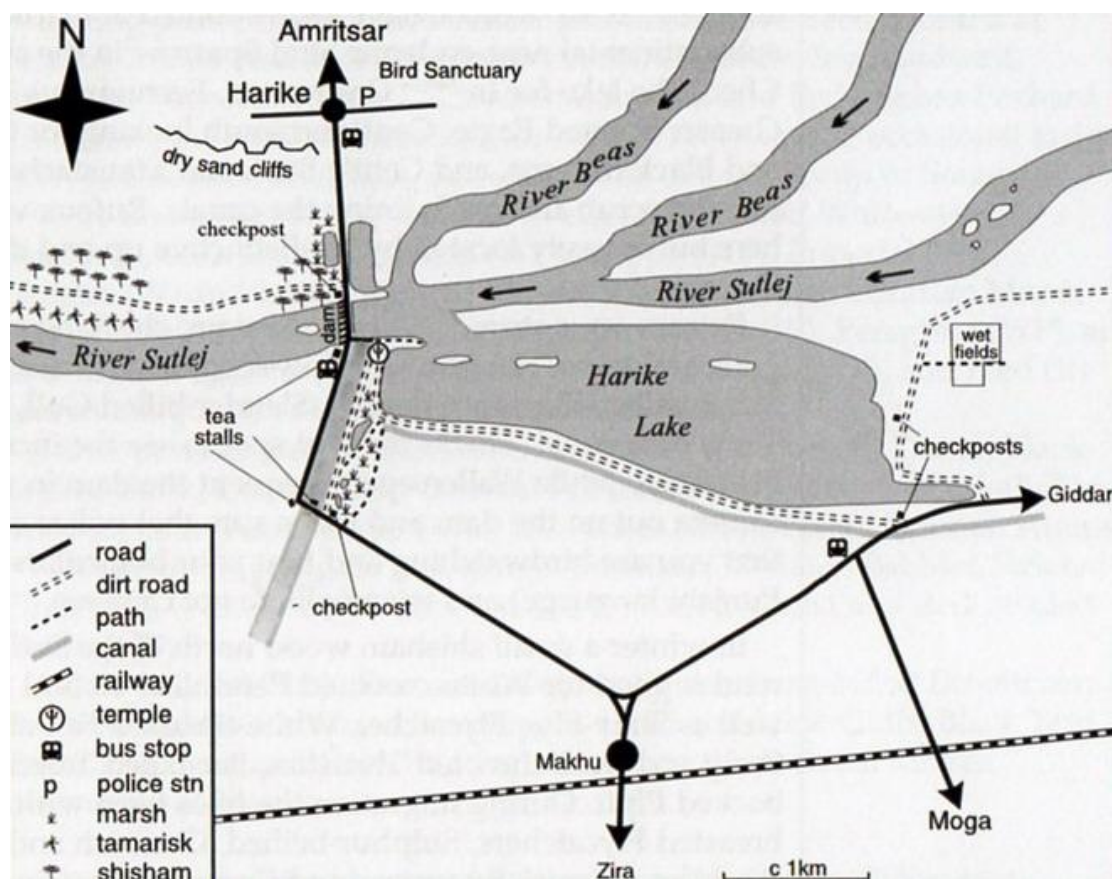 N
Amritsar
Bird Sanctuary
Harike
P
dry sand cliffs
River Beas
River Beas
checkpost
River Sutlej
dam
River Sutlej
wet
fields
Harike
Lake
tea
stalls
checkposts
Giddar
road
dirt road
path
canal
railway
temple
bus stop
P police stn
marsh
tamarisk
shisham
checkpost
Makhu
Moga
Zira
c 1km